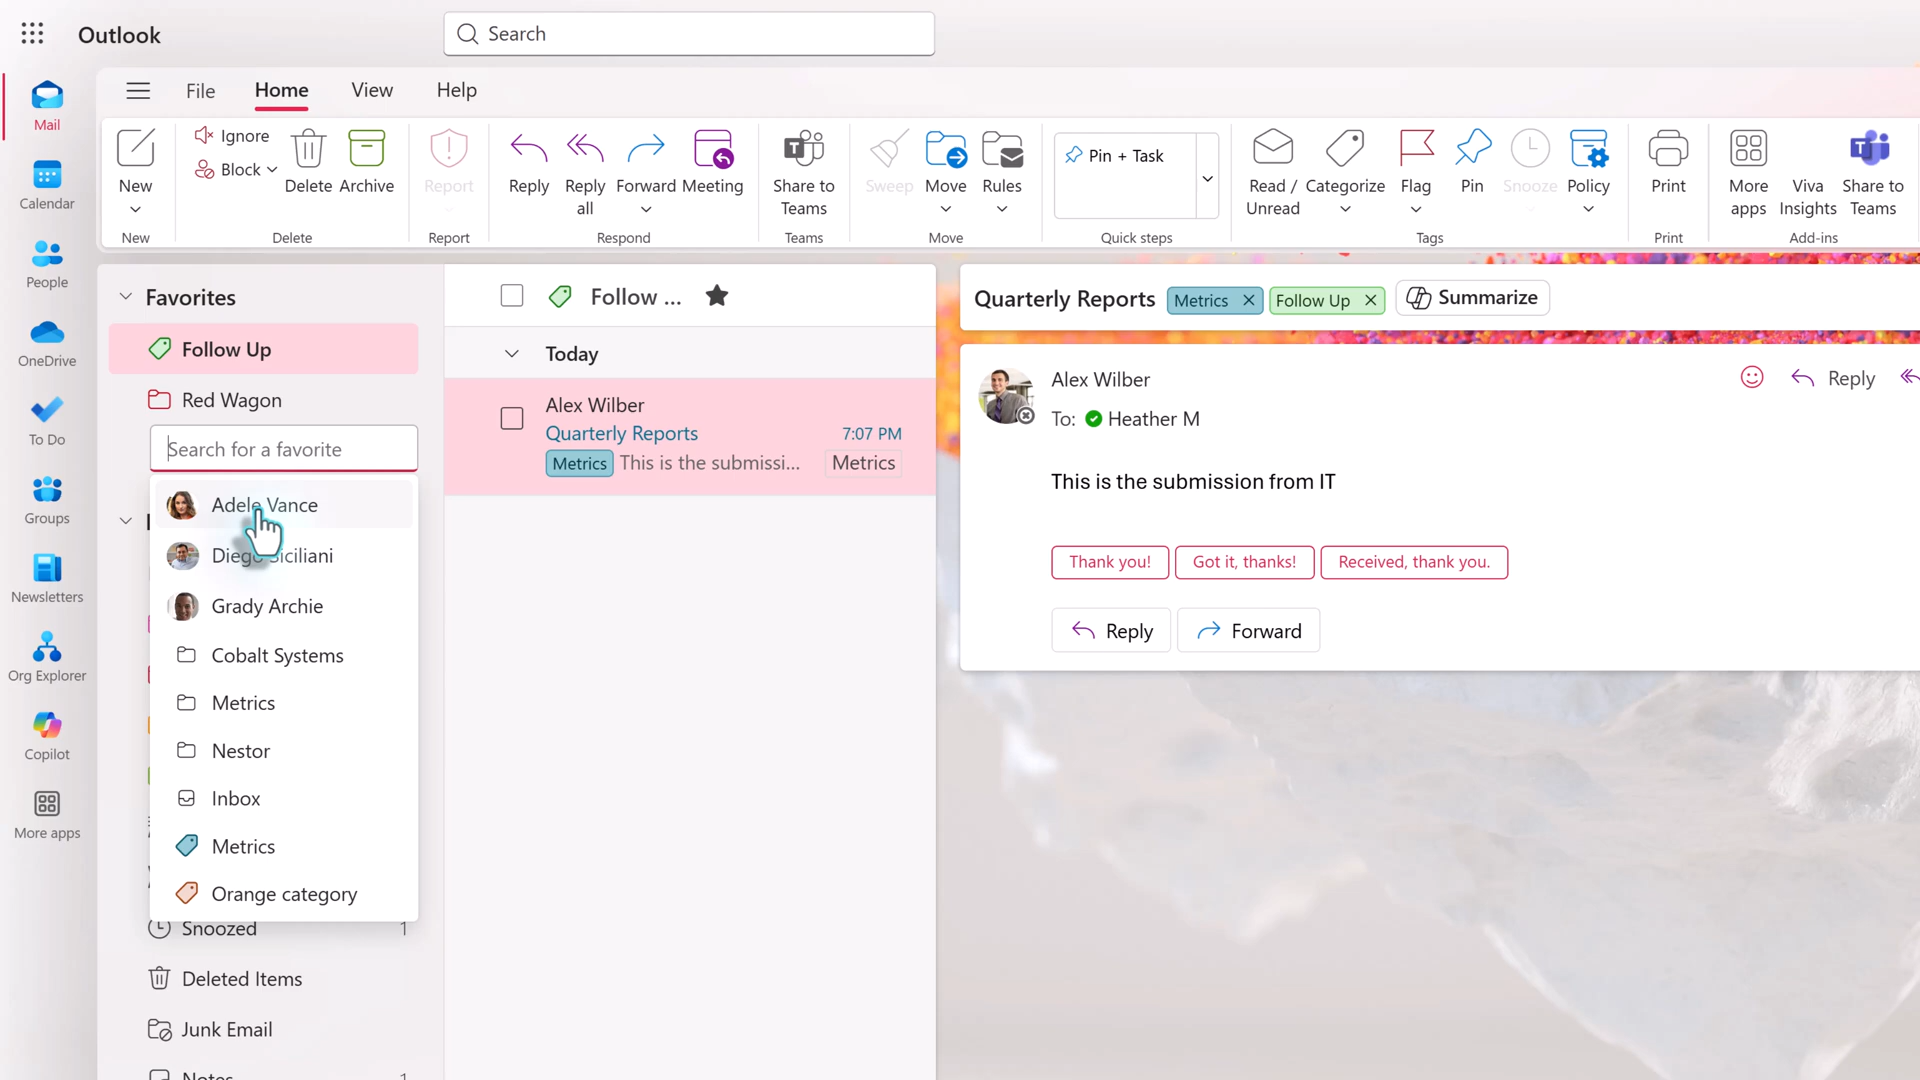 Outlook
Search
File Home View Help
New
New
Ignore
Block
Delete
Archive
Delete
Report
Report
Reply
Reply all
Forward
Meeting
Respond
Share to Teams
Teams
Sweep
Move
Rules
Move
Pin + Task
Quick steps
Read / Unread
Categorize
Flag
Pin
Snooze
Policy
Tags
Print
Print
More apps
Viva Insights
Share to Teams
Add-ins
Mail
Calendar
People
OneDrive
To Do
Groups
Newsletters
Org Explorer
Copilot
More apps
Favorites
Follow Up
Red Wagon
Search for a favorite
Adele Vance
Diego Siciliani
Grady Archie
Cobalt Systems
Metrics
Nestor
Inbox
Metrics
Orange category
Snoozed 1
Deleted Items
Junk Email
Notes 1
Follow ...
Today
Alex Wilber
Quarterly Reports 7:07 PM
Metrics This is the submissi... Metrics
Quarterly Reports Metrics Follow Up Summarize
Alex Wilber
Reply
To: Heather M
This is the submission from IT
Thank you! Got it, thanks! Received, thank you.
Reply Forward